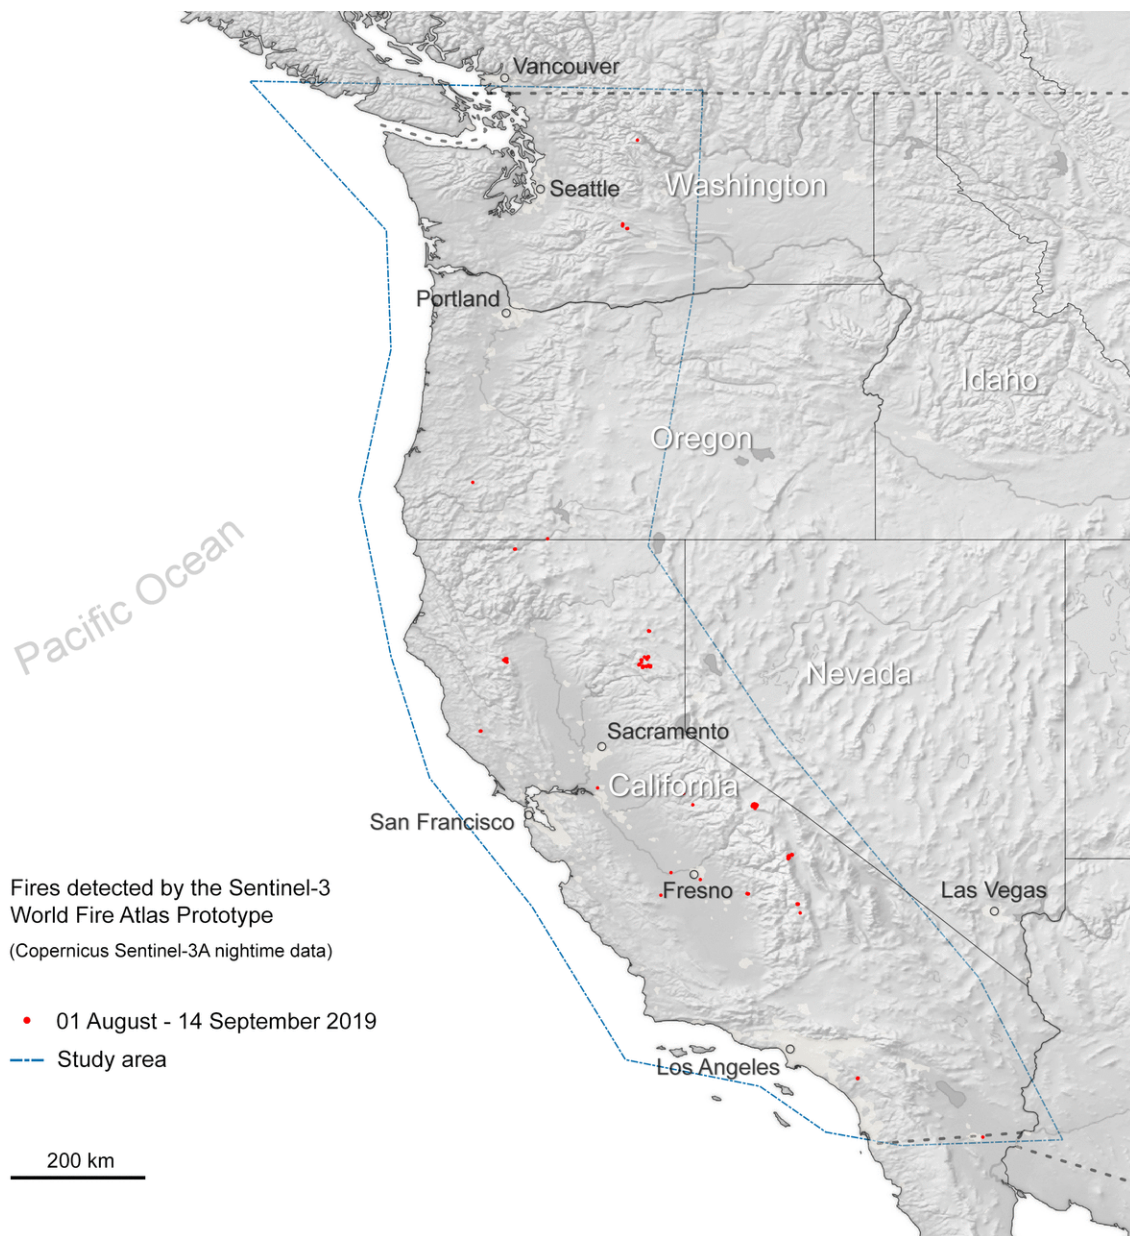 Vancouver
Seattle
Washington
Portland
Idaho
Oregon
Pacific Ocean
Nevada
Sacramento
California
San Francisco
Fresno
Las Vegas
Los Angeles
Fires detected by the Sentinel-3
World Fire Atlas Prototype
(Copernicus Sentinel-3A nightime data)
01 August - 14 September 2019
Study area
200 km